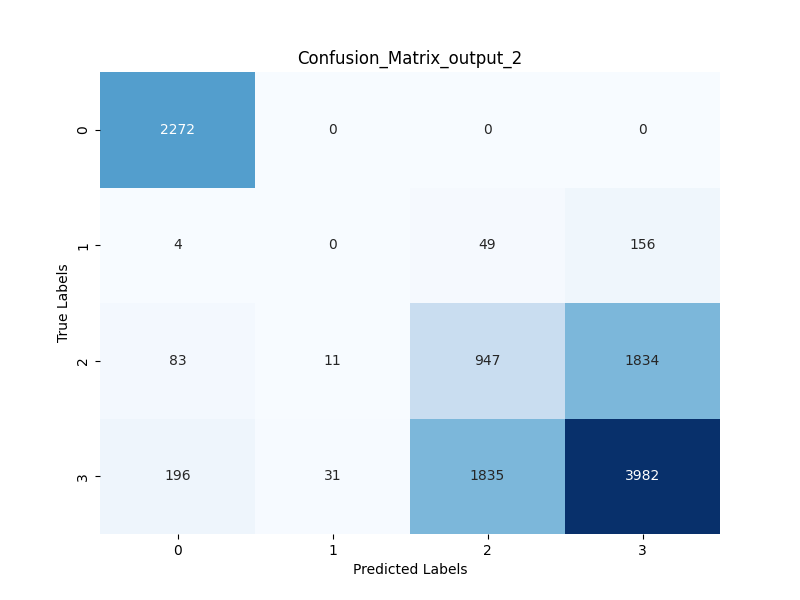 Confusion_Matrix_output_2
True Labels
0 2272 0 0 0
1 4 0 49 156
2 83 11 947 1834
3 196 31 1835 3982
0 1 2 3
Predicted Labels